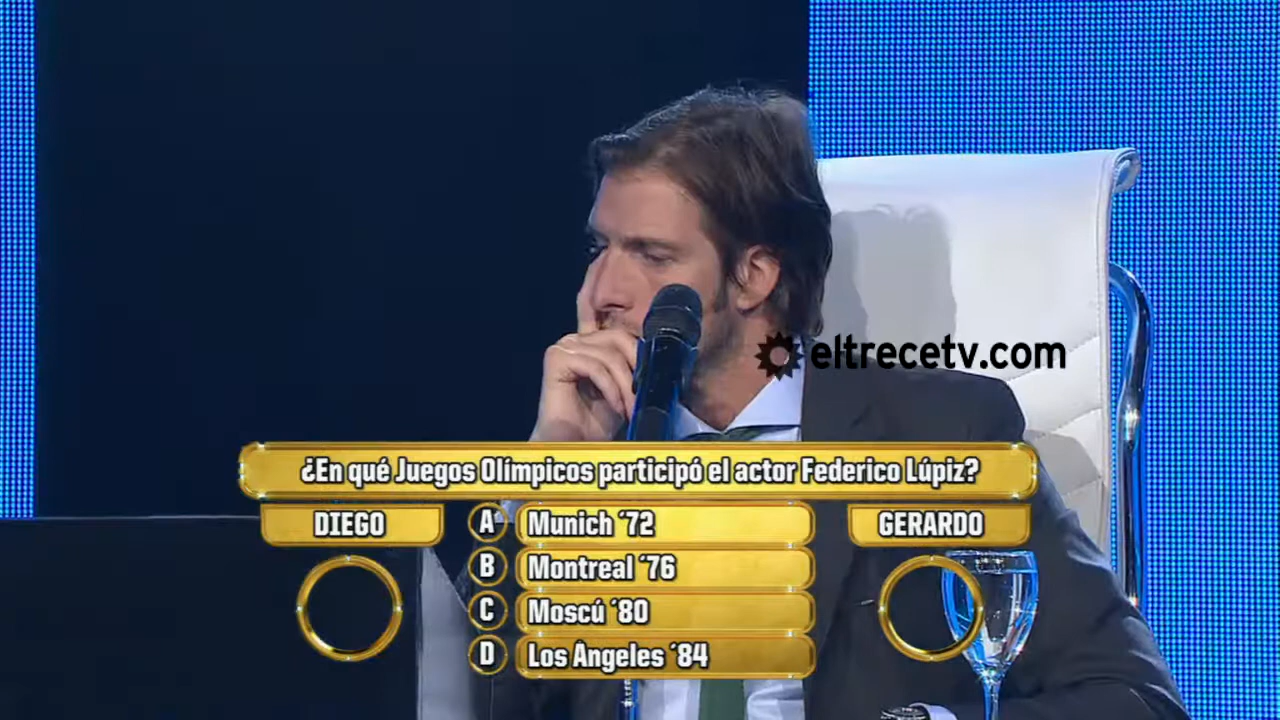 eltrecetv.com
¿En qué Juegos Olímpicos participó el actor Federico Lúpiz?
DIEGO
A Munich ´72
B Montreal ´76
C Moscú ´80
D Los Ángeles ´84
GERARDO